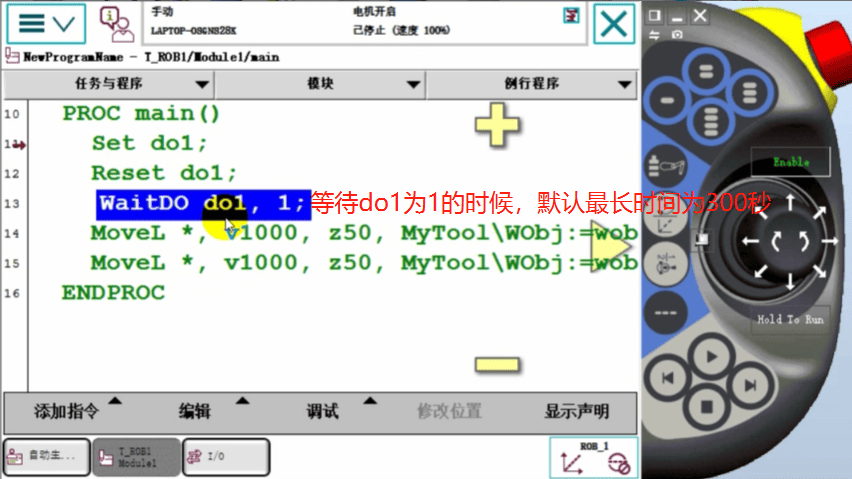 手动
电机开启
LAPTOP-OSGNS28K
已停止 (速度 100%)
NewProgramName - T_ROB1/Module1/main
任务与程序
模块
例行程序
10 PROC main()
11 Set do1;
12 Reset do1;
13 WaitDO do1, 1;等待do1为1的时候，默认最长时间为300秒
14 MoveL *, v1000, z50, MyTool\WObj:=wob
15 MoveL *, v1000, z50, MyTool\WObj:=wob
16 ENDPROC
添加指令
编辑
调试
修改位置
显示声明
自动生...
T_ROB1
Module1
I/O
ROB_1
Enable
Hold To Run